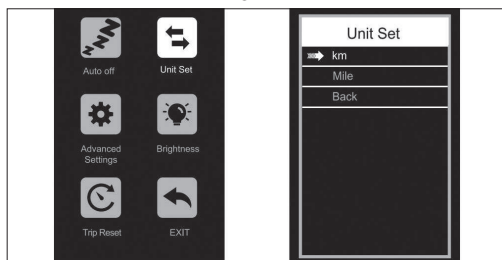 Auto off
Unit Set
Advanced
Settings
Brightness
Trip Reset
EXIT
Unit Set
km
Mile
Back